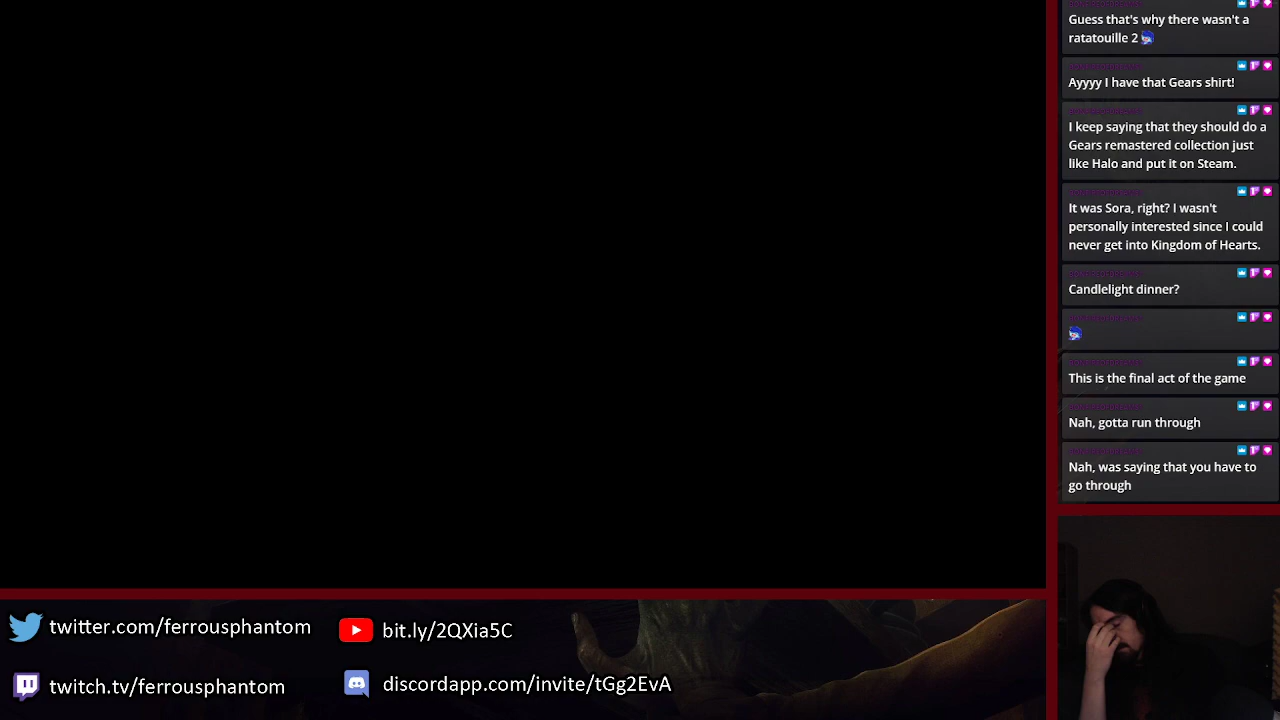 Guess that's why there wasn't a
ratatouille 2
Ayyyy I have that Gears shirt!
I keep saying that they should do a
Gears remastered collection just
like Halo and put it on Steam.
It was Sora, right? I wasn't
personally interested since I could
never get into Kingdom of Hearts.
Candlelight dinner?
This is the final act of the game
Nah, gotta run through
Nah, was saying that you have to
go through
twitter.com/ferrousphantom
bit.ly/2QXia5C
twitch.tv/ferrousphantom
discordapp.com/invite/tGg2EvA